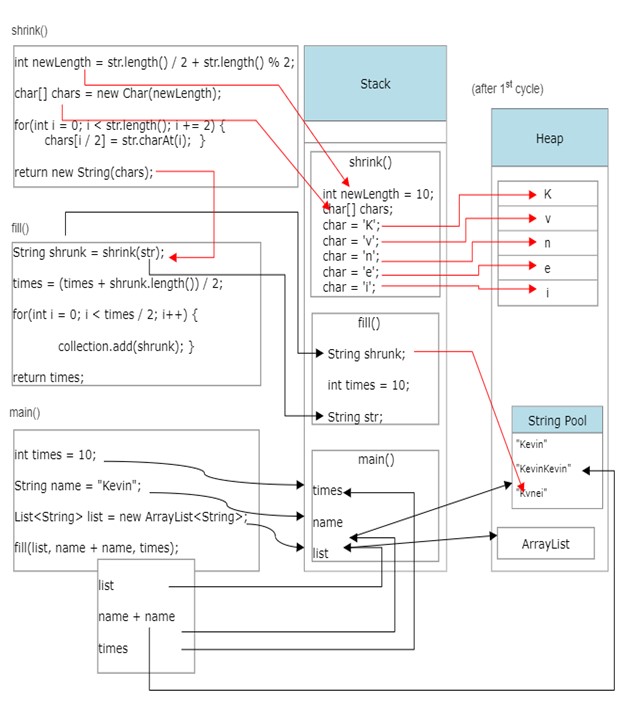 shrink()
int newLength = str.length() / 2 + str.length() % 2;
char[] chars = new Char(newLength);
for(int i = 0; i < str.length(); i += 2) {
chars[i / 2] = str.charAt(i); }
return new String(chars);
fill()
String shrunk = shrink(str);
times = (times + shrunk.length()) / 2;
for(int i = 0; i < times / 2; i++) {
collection.add(shrunk); }
return times;
main()
int times = 10;
String name = "Kevin";
List<String> list = new ArrayList<String>;
fill(list, name + name, times);
list
name + name
times
Stack
shrink()
int newLength = 10;
char[] chars;
char = 'K';
char = 'v';
char = 'n';
char = 'e';
char = 'i';
fill()
String shrunk;
int times = 10;
String str;
main()
times
name
list
(after 1st cycle)
Heap
K
v
n
e
i
String Pool
"Kevin"
"KevinKevin"
"Kvnei"
ArrayList